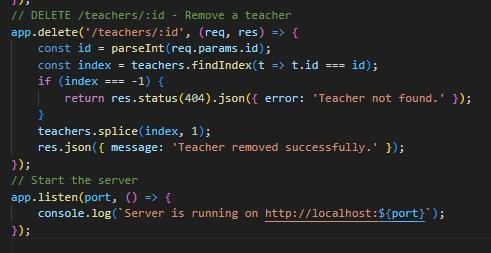 });
// DELETE /teachers/:id - Remove a teacher
app.delete('/teachers/:id', (req, res) => {
    const id = parseInt(req.params.id);
    const index = teachers.findIndex(t => t.id === id);
    if (index === -1) {
        return res.status(404).json({ error: 'Teacher not found.' });
    }
    teachers.splice(index, 1);
    res.json({ message: 'Teacher removed successfully.' });
});
// Start the server
app.listen(port, () => {
    console.log(`Server is running on http://localhost:${port}`);
});